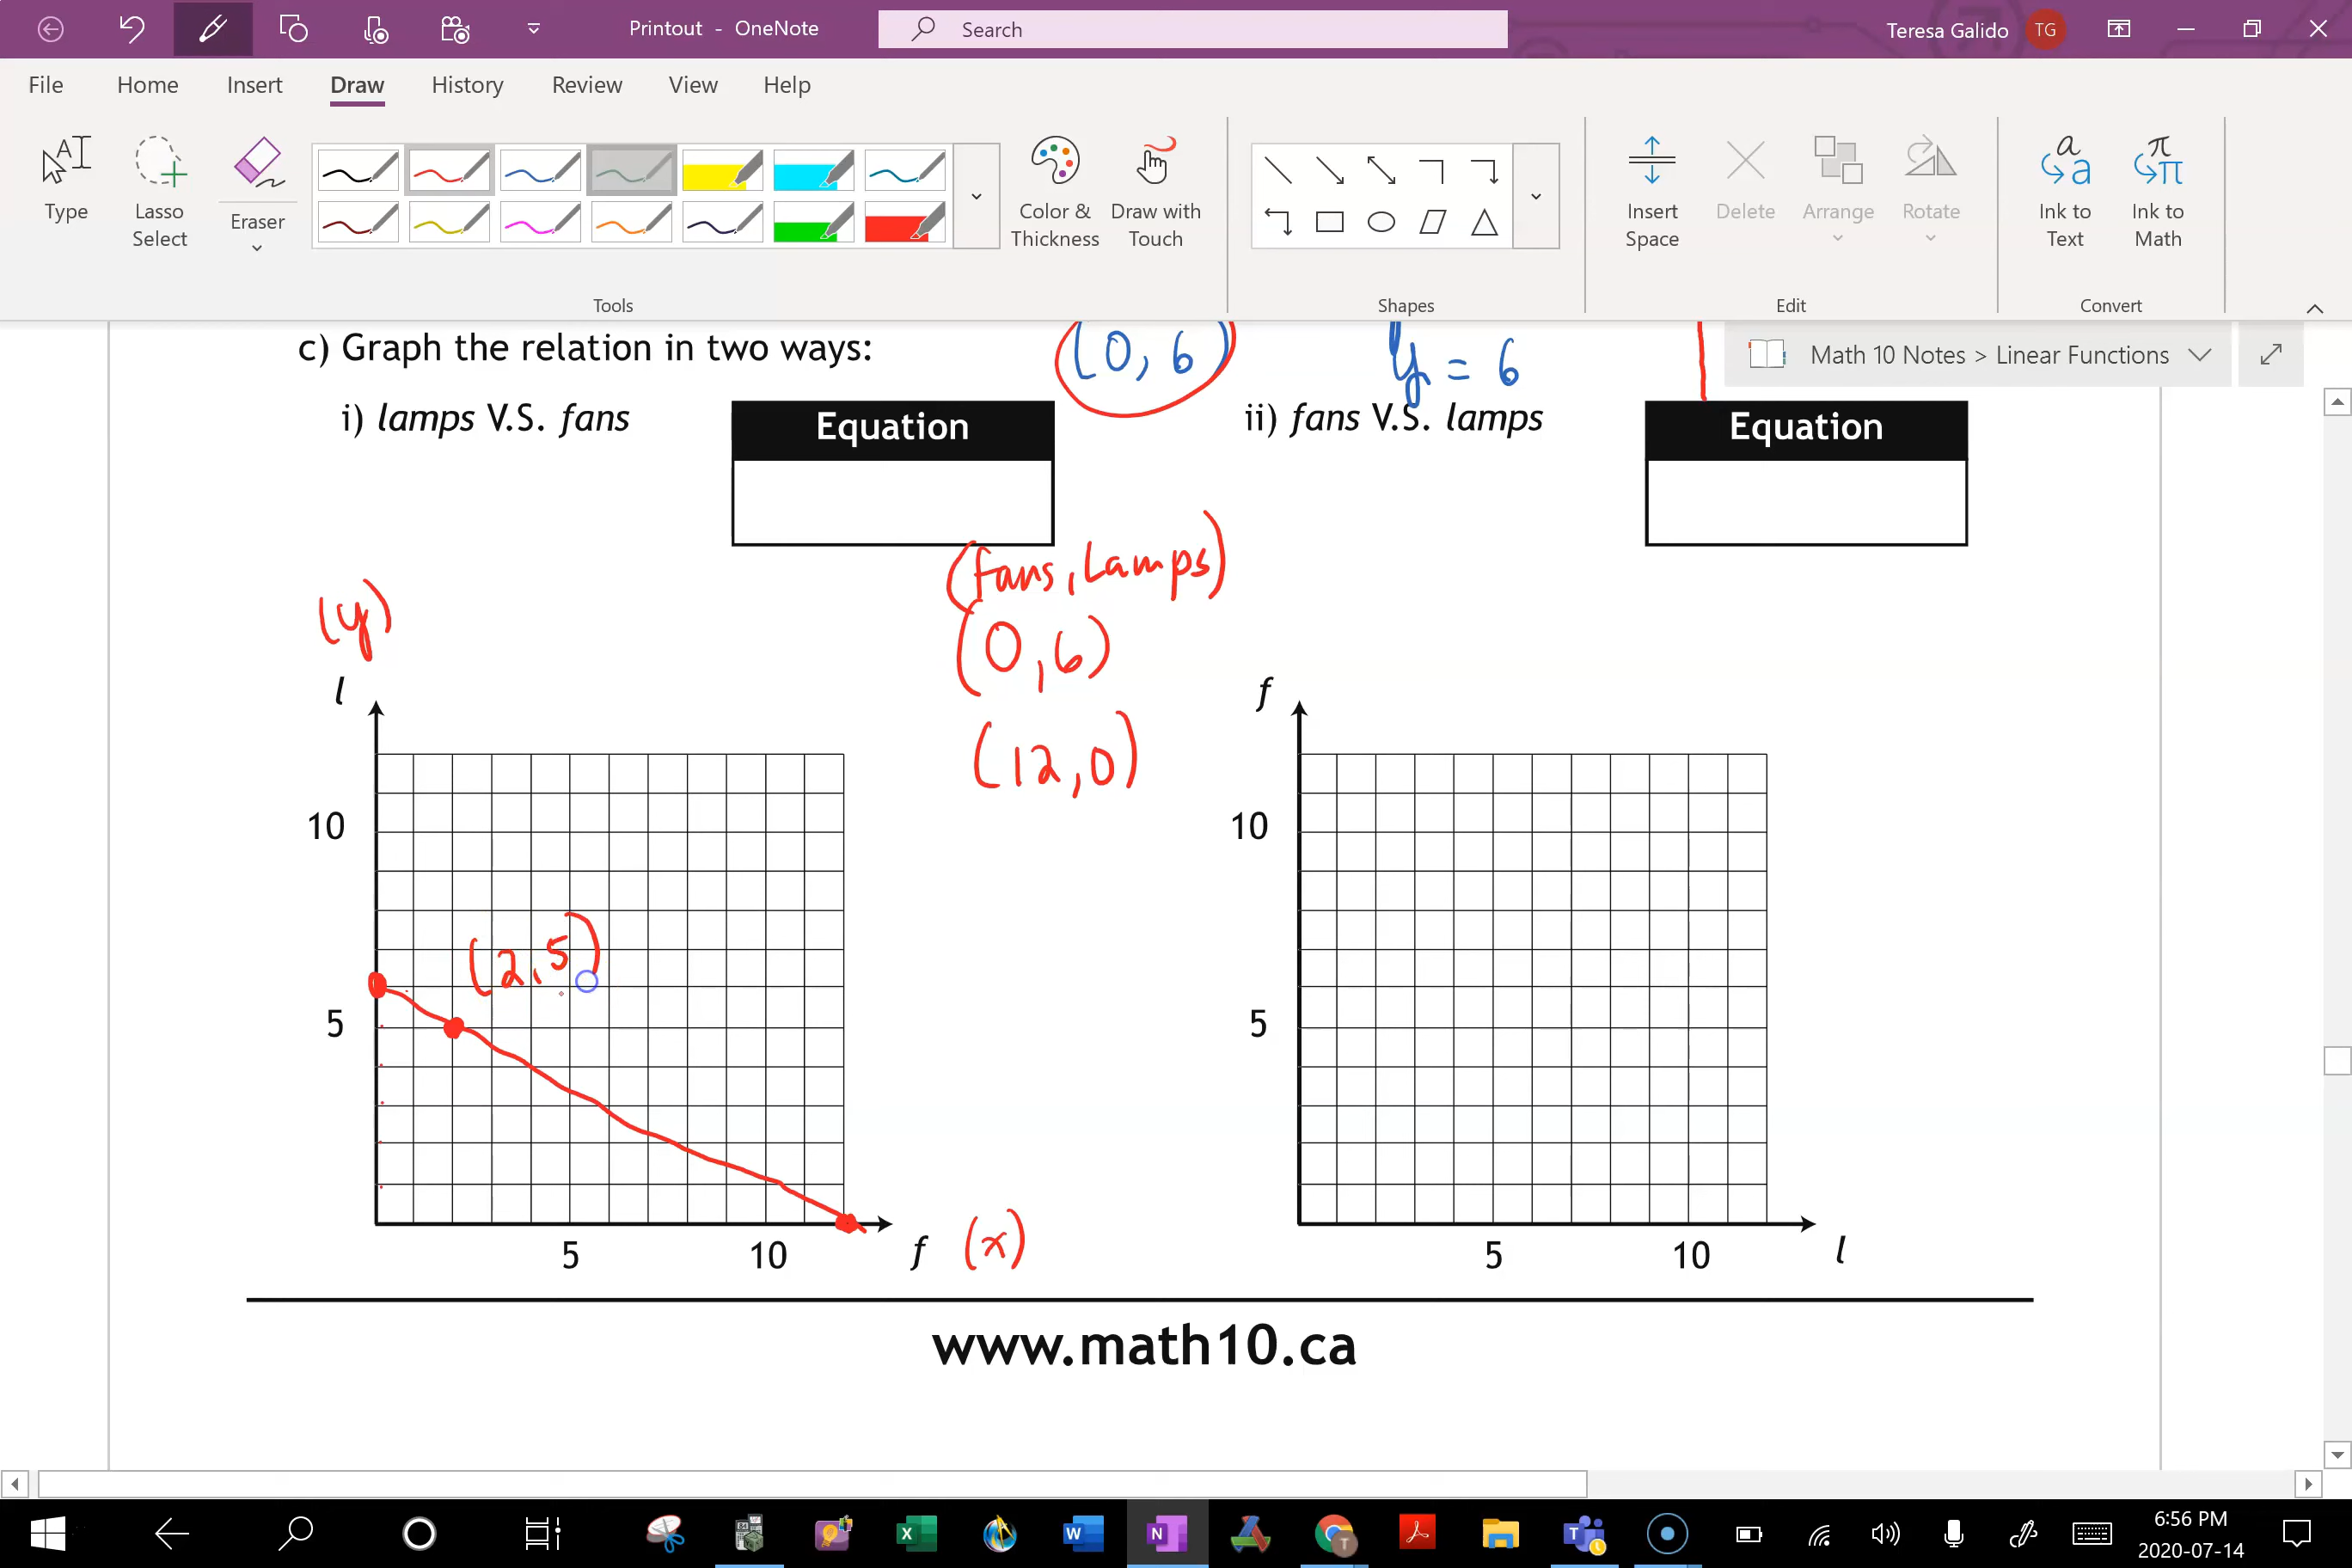 Printout - OneNote
Search
Teresa Galido
TG
File Home Insert Draw History Review View Help
Type
Lasso Select
Eraser
Color & Thickness
Draw with Touch
Insert Space
Delete
Arrange
Rotate
Ink to Text
Ink to Math
Tools
Shapes
Edit
Convert
c) Graph the relation in two ways:
(0, 6)
y = 6
Math 10 Notes > Linear Functions
i) lamps V.S. fans
Equation
ii) fans V.S. lamps
Equation
(fans, Lamps)
(0, 6)
(12, 0)
(y)
l
10
5
(2, 5)
5
10
f
(x)
f
10
5
5
10
l
www.math10.ca
6:56 PM
2020-07-14